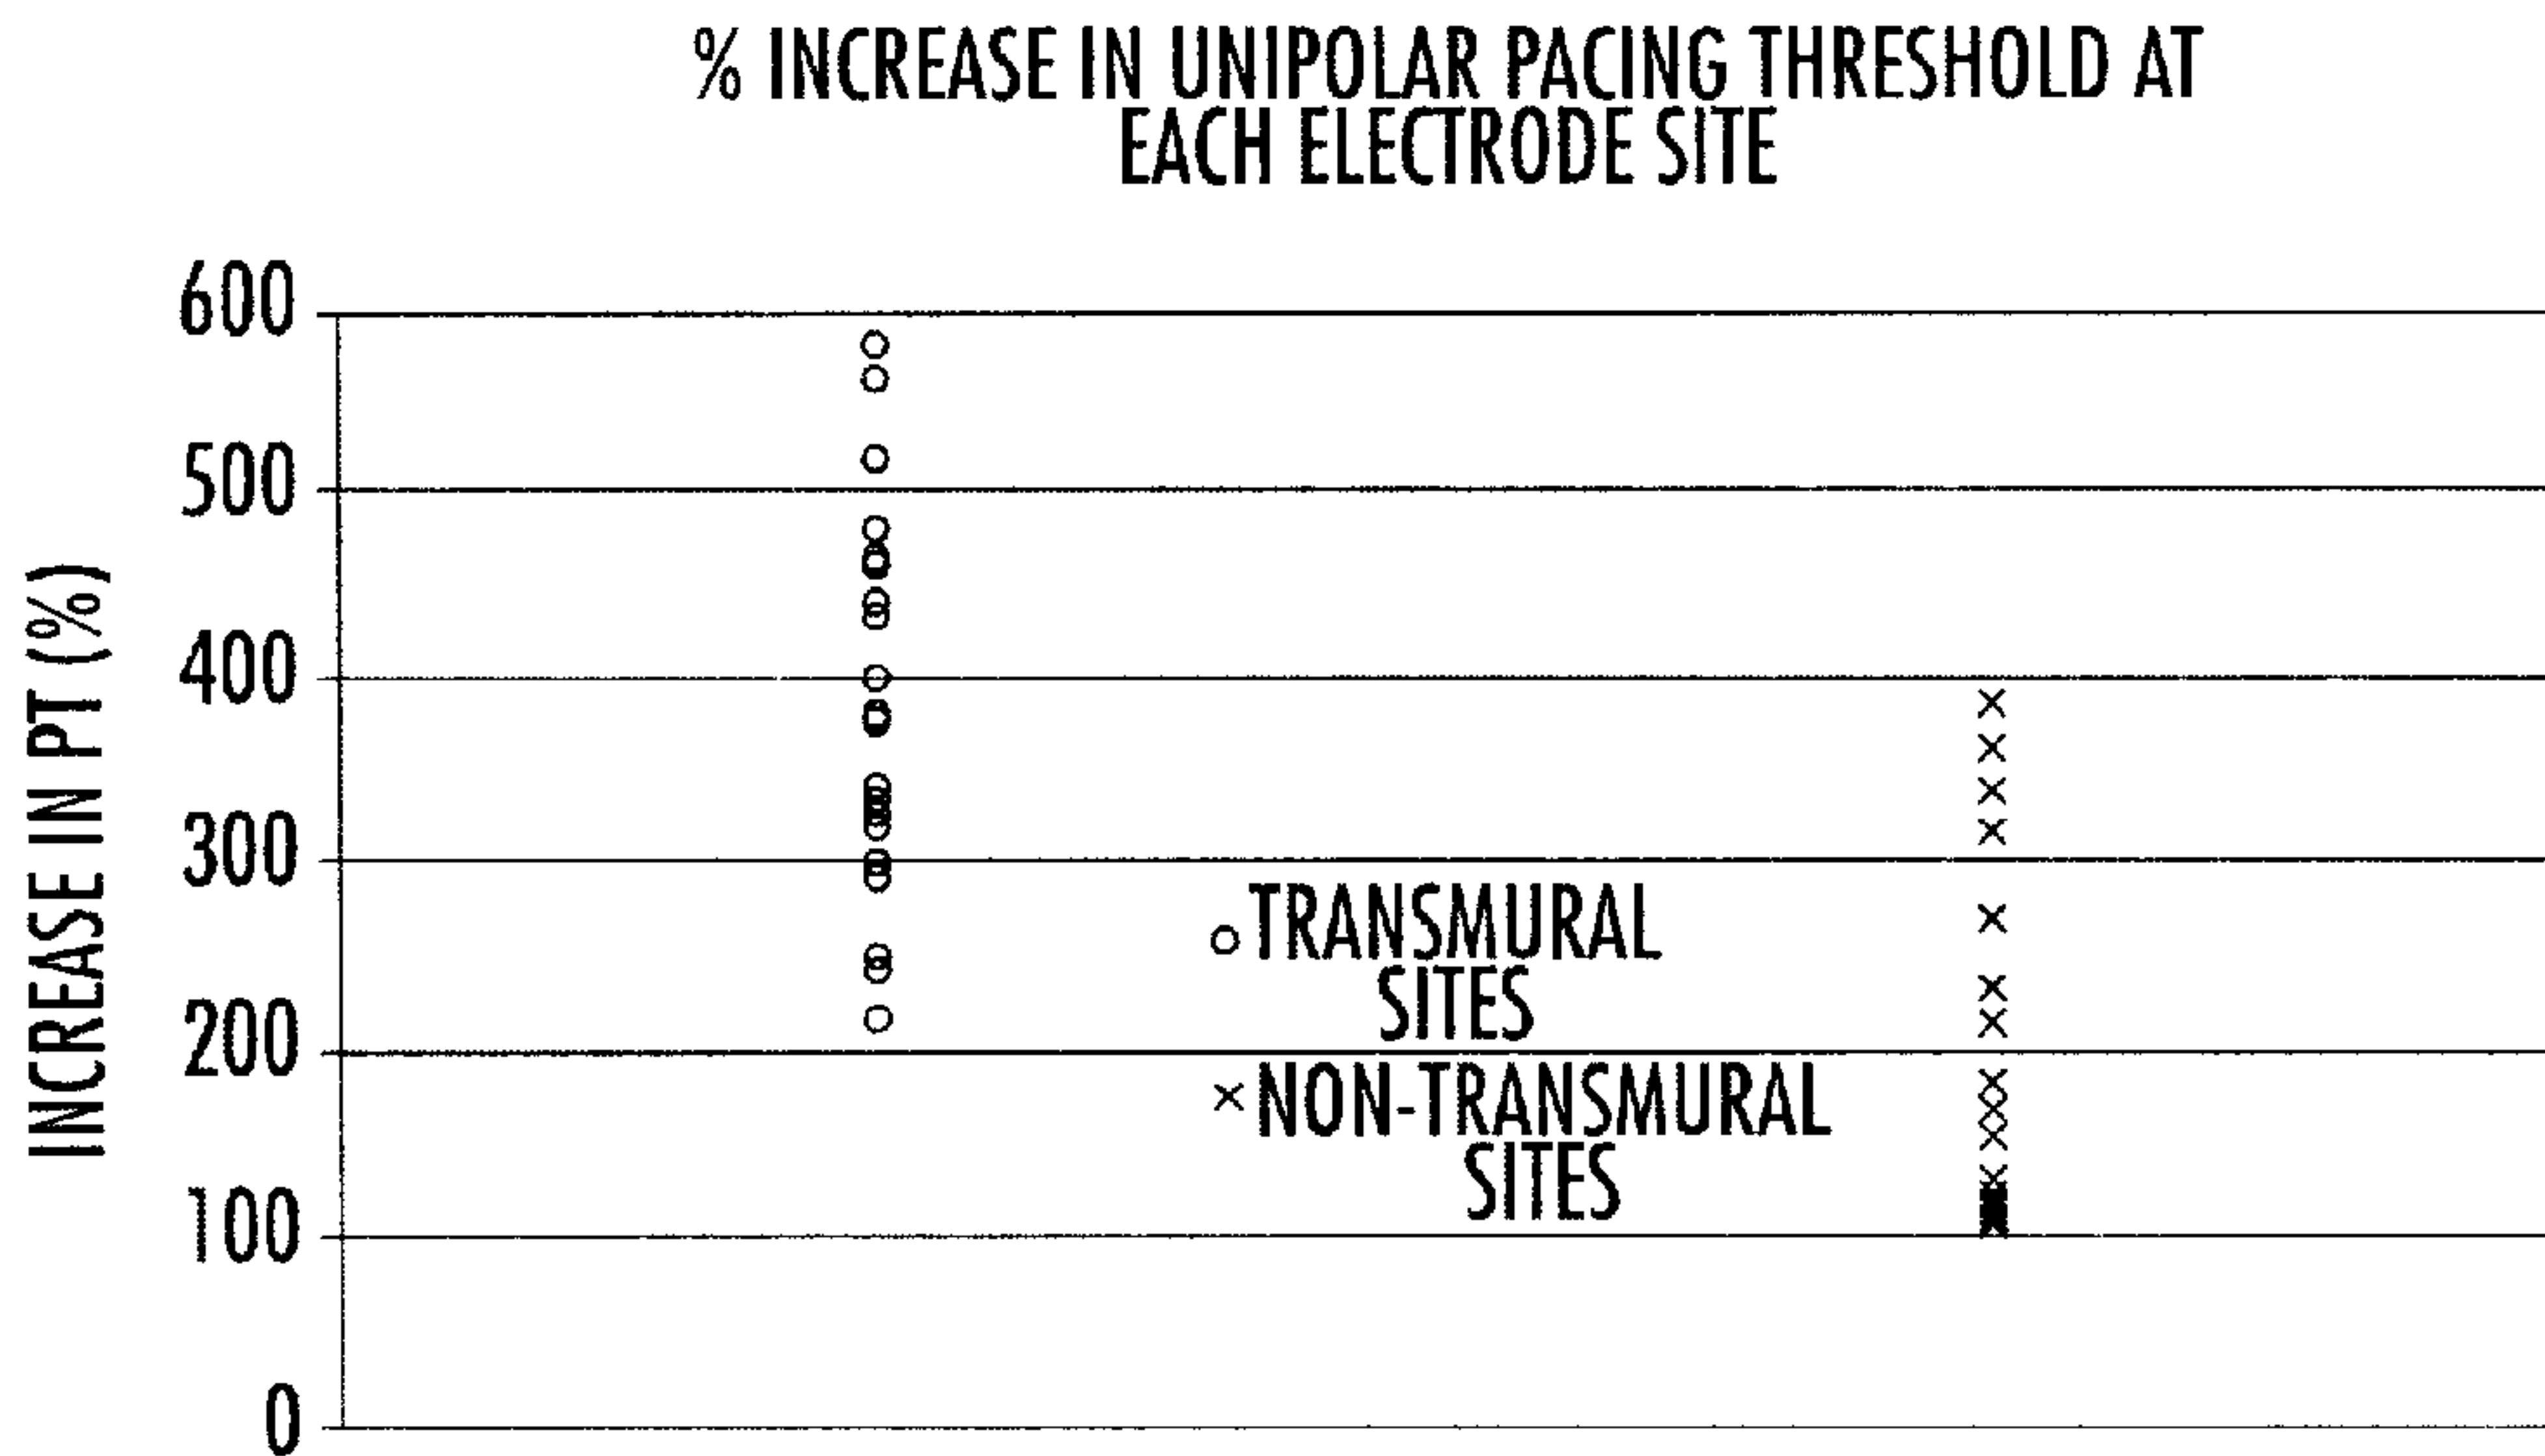 % INCREASE IN UNIPOLAR PACING THRESHOLD AT
EACH ELECTRODE SITE
INCREASE IN PT (%)
600
500
400
300
200
100
0
TRANSMURAL
SITES
NON-TRANSMURAL
SITES